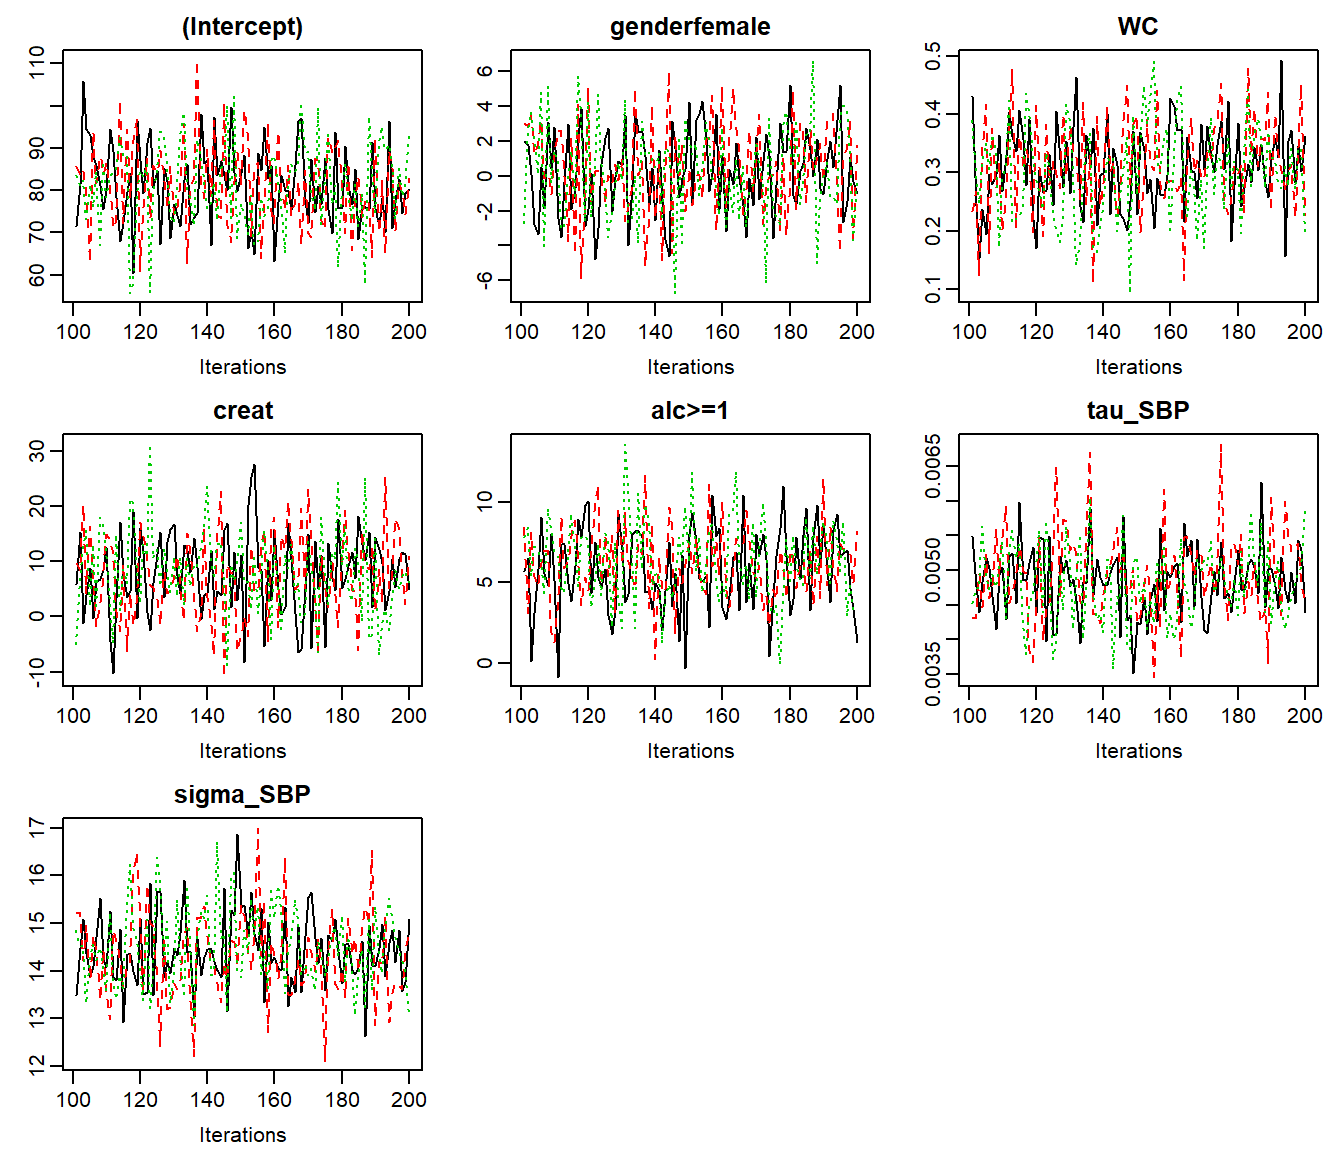 (Intercept) genderfemale WC
110 90 80 70 60
6 4 2 0 -2 -6
0.5 0.4 0.3 0.2 0.1
100 120 140 160 180 200 100 120 140 160 180 200 100 120 140 160 180 200
Iterations Iterations Iterations
creat alc>=1 tau_SBP
30 20 10 0 -10
10 5 0
0.0065 0.0050 0.0035
100 120 140 160 180 200 100 120 140 160 180 200 100 120 140 160 180 200
Iterations Iterations Iterations
sigma_SBP
17 16 15 14 13 12
100 120 140 160 180 200
Iterations